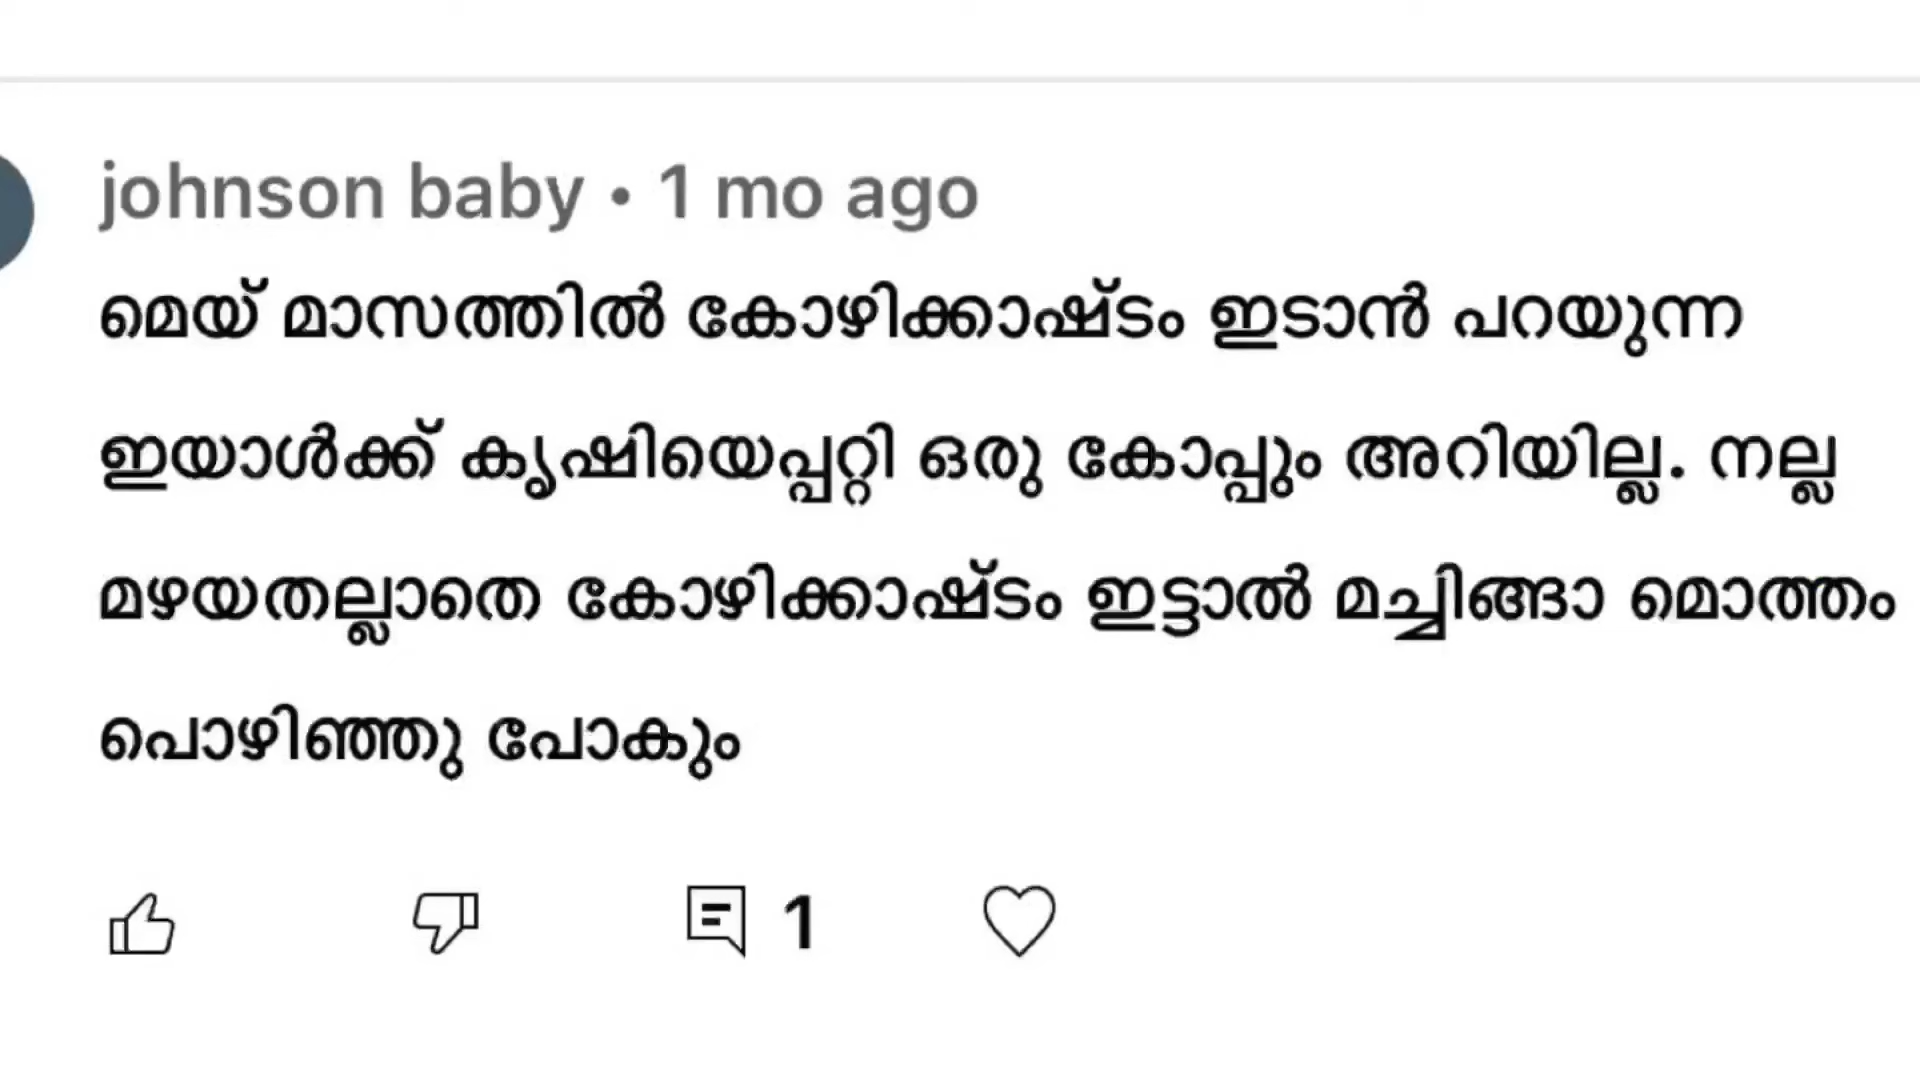 johnson baby • 1 mo ago
മെയ് മാസത്തിൽ കോഴിക്കാഷ്ടം ഇടാൻ പറയുന്ന
ഇയാൾക്ക് കൃഷിയെപ്പറ്റി ഒരു കോപ്പും അറിയില്ല. നല്ല
മഴയതല്ലാതെ കോഴിക്കാഷ്ടം ഇട്ടാൽ മച്ചിങ്ങാ മൊത്തം
പൊഴിഞ്ഞു പോകും
1